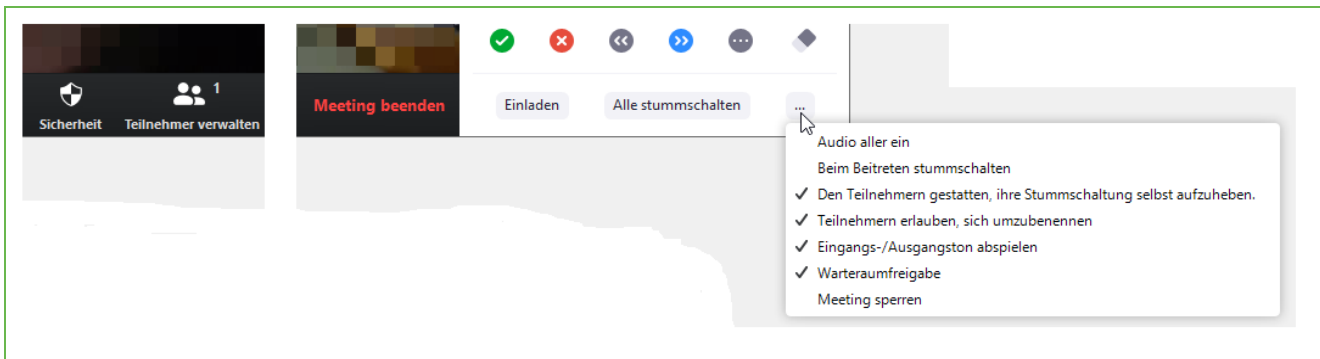 1
Sicherheit Teilnehmer verwalten
Meeting beenden Einladen Alle stummschalten ...
Audio aller ein
Beim Beitreten stummschalten
Den Teilnehmern gestatten, ihre Stummschaltung selbst aufzuheben.
Teilnehmern erlauben, sich umzubenennen
Eingangs-/Ausgangston abspielen
Warteraumfreigabe
Meeting sperren